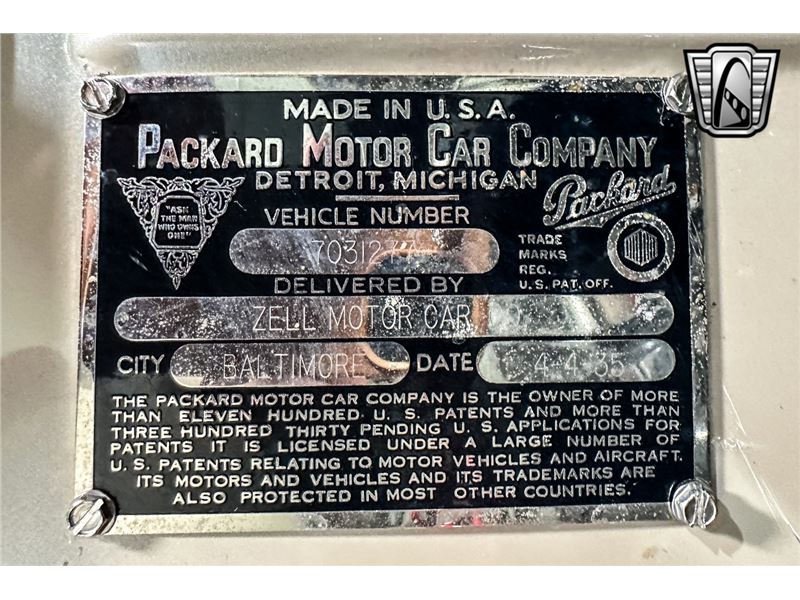 MADE IN U.S.A.
PACKARD MOTOR CAR COMPANY
DETROIT, MICHIGAN
Packard
"ASK
THE MAN
WHO OWNS
ONE"
VEHICLE NUMBER
TRADE
MARKS
REG.
U.S. PAT. OFF.
DELIVERED BY
ZELL MOTOR CAR
CITY BALTIMORE DATE 4-4-35
THE PACKARD MOTOR CAR COMPANY IS THE OWNER OF MORE
THAN ELEVEN HUNDRED U. S. PATENTS AND MORE THAN
THREE HUNDRED THIRTY PENDING U. S. APPLICATIONS FOR
PATENTS IT IS LICENSED UNDER A LARGE NUMBER OF
U. S. PATENTS RELATING TO MOTOR VEHICLES AND AIRCRAFT.
ITS MOTORS AND VEHICLES AND ITS TRADEMARKS ARE
ALSO PROTECTED IN MOST OTHER COUNTRIES.